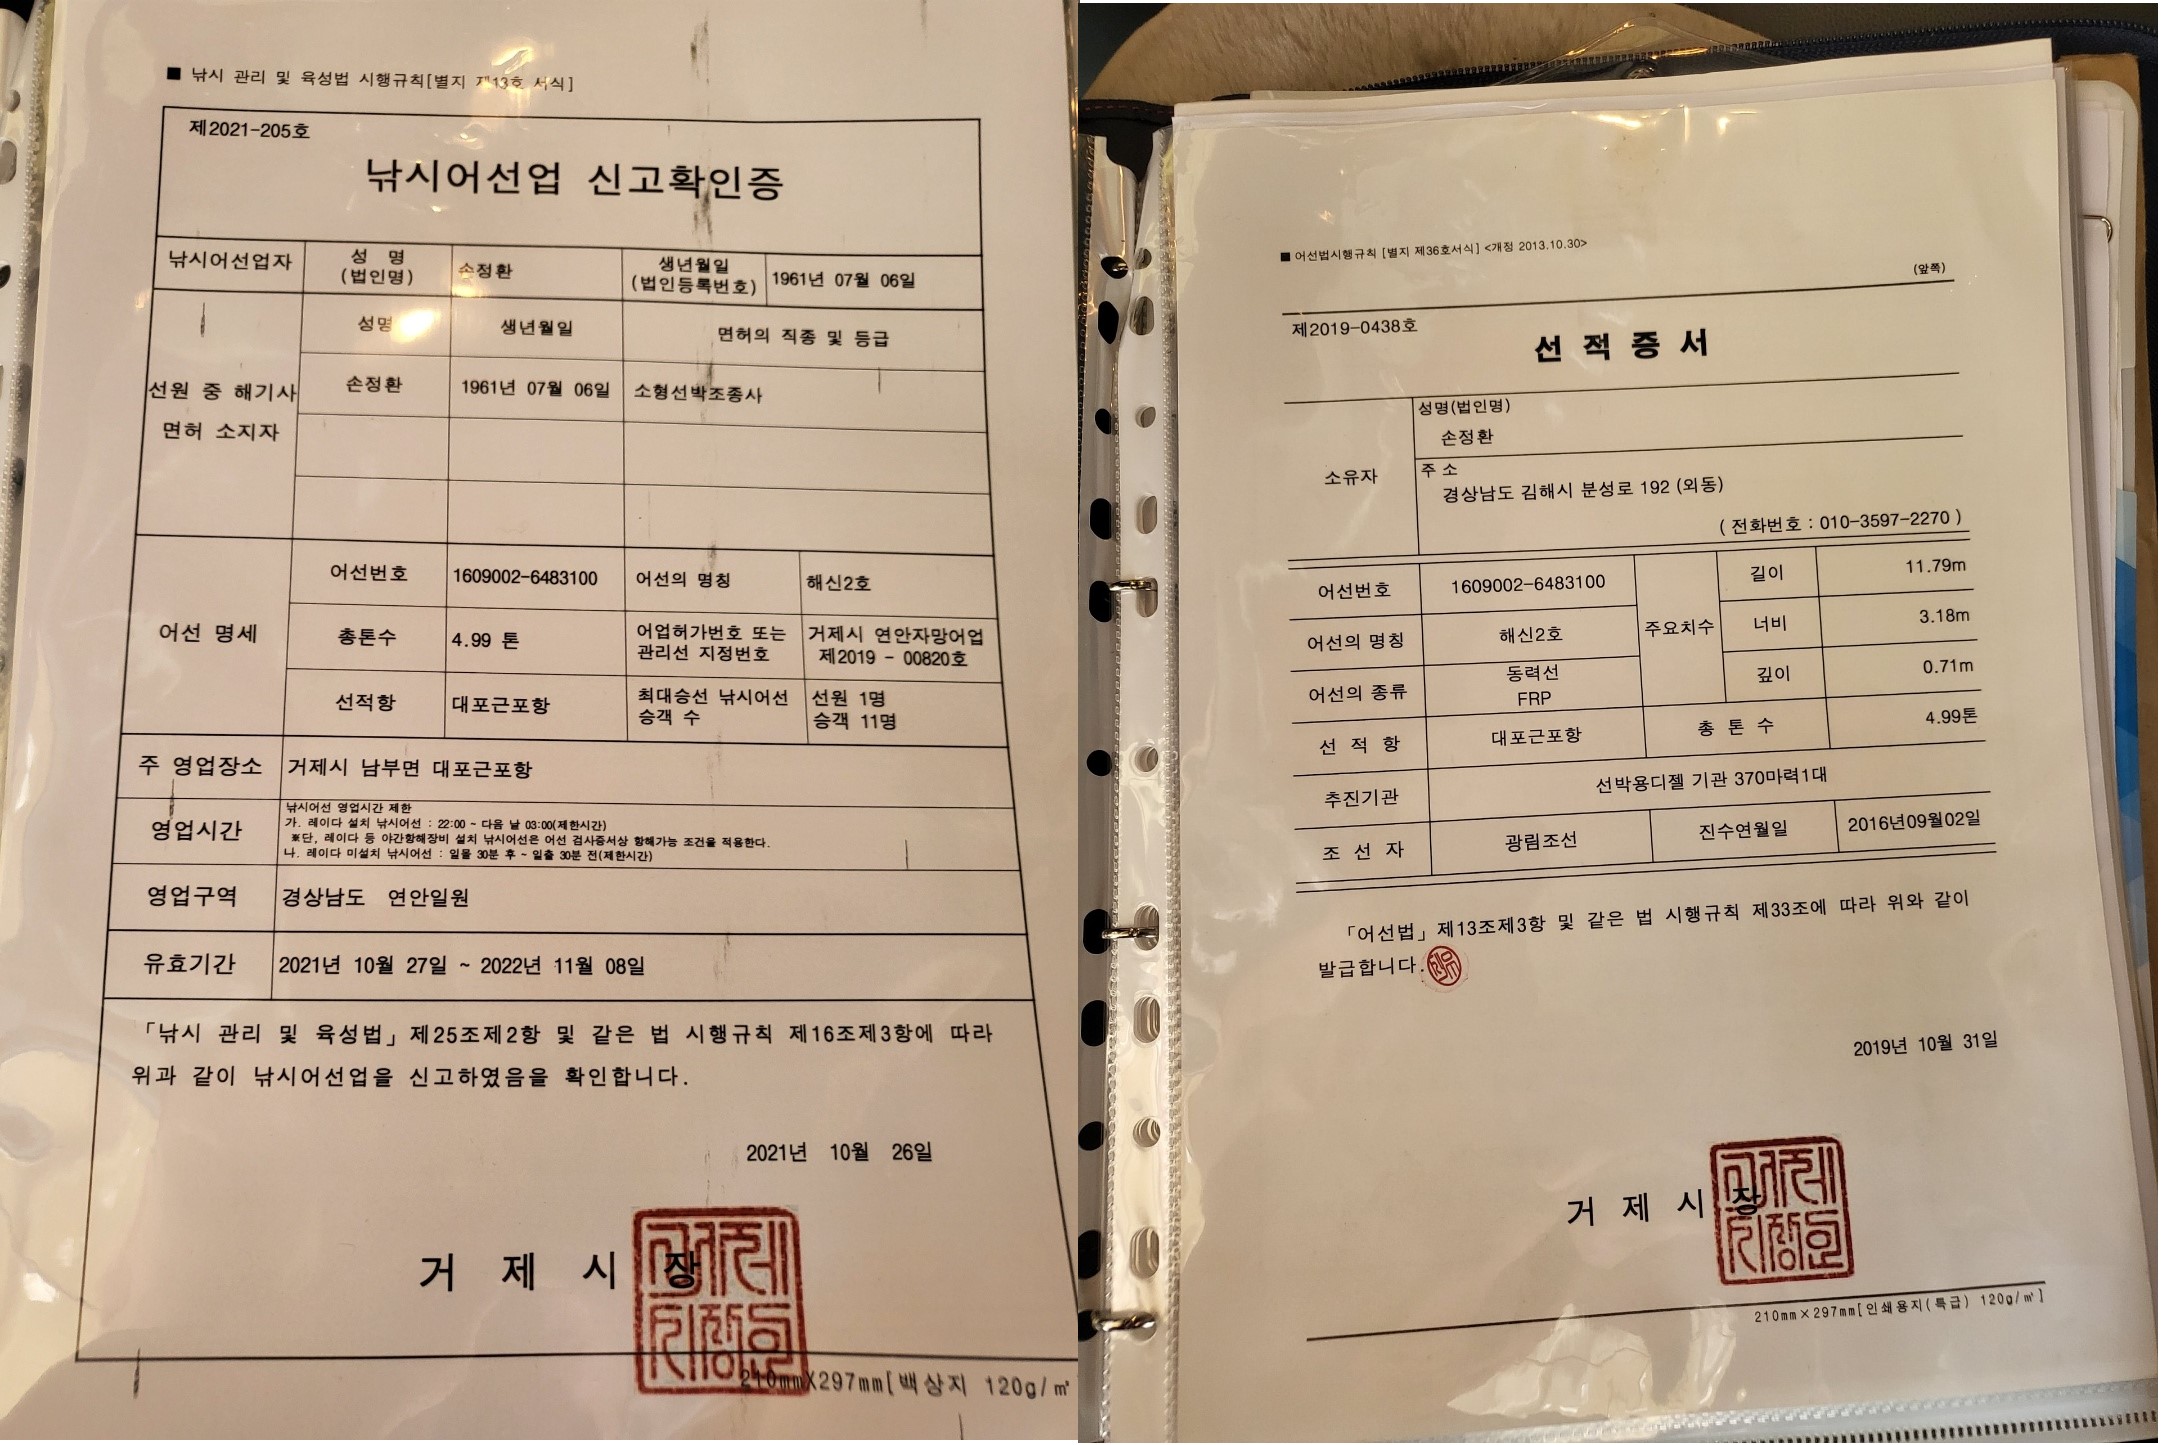 ■ 낚시 관리 및 육성법 시행규칙[별지 제13호 서식]
제2021-205호
낚시어선업 신고확인증
낚시어선업자
성 명
(법인명)
손정환
생년월일
(법인등록번호)
1961년 07월 06일
선원 중 해기사
면허 소지자
성명
생년월일
면허의 직종 및 등급
손정환
1961년 07월 06일
소형선박조종사
어선 명세
어선번호
1609002-6483100
어선의 명칭
해신2호
총톤수
4.99 톤
어업허가번호 또는
관리선 지정번호
거제시 연안자망어업
제2019 - 00820호
선적항
대포근포항
최대승선 낚시어선
승객 수
선원 1명
승객 11명
주 영업장소
거제시 남부면 대포근포항
영업시간
낚시어선 영업시간 제한
가. 레이다 설치 낚시어선 : 22:00 ~ 다음 날 03:00(제한시간)
※단, 레이다 등 야간항해장비 설치 낚시어선은 어선 검사증서상 항해가능 조건을 적용한다.
나. 레이다 미설치 낚시어선 : 일몰 30분 후 ~ 일출 30분 전(제한시간)
영업구역
경상남도 연안일원
유효기간
2021년 10월 27일 ~ 2022년 11월 08일
「낚시 관리 및 육성법」제25조제2항 및 같은 법 시행규칙 제16조제3항에 따라
위과 같이 낚시어선업을 신고하였음을 확인합니다.
2021년 10월 26일
거 제 시 장
210mmX297mm[백상지 120g/㎡
■ 어선법시행규칙 [별지 제36호서식] <개정 2013.10.30>
(앞쪽)
제2019-0438호
선 적 증 서
소유자
성명(법인명)
손정환
주 소
경상남도 김해시 분성로 192 (외동)
( 전화번호 : 010-3597-2270 )
어선번호
1609002-6483100
주요치수
길이
11.79m
어선의 명칭
해신2호
너비
3.18m
어선의 종류
동력선
FRP
깊이
0.71m
선 적 항
대포근포항
총 톤 수
4.99톤
추진기관
선박용디젤 기관 370마력1대
조 선 자
광림조선
진수연월일
2016년09월02일
「어선법」제13조제3항 및 같은 법 시행규칙 제33조에 따라 위와 같이
발급합니다.
2019년 10월 31일
거 제 시 장
210mm×297mm[인쇄용지(특급) 120g/㎡]